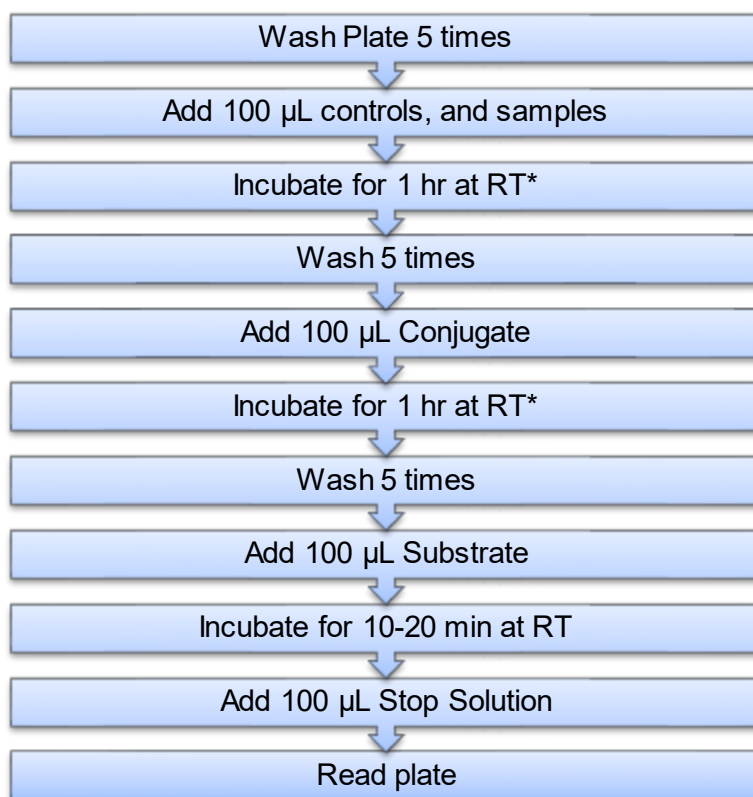 Wash Plate 5 times
Add 100 µL controls, and samples
Incubate for 1 hr at RT*
Wash 5 times
Add 100 µL Conjugate
Incubate for 1 hr at RT*
Wash 5 times
Add 100 µL Substrate
Incubate for 10-20 min at RT
Add 100 µL Stop Solution
Read plate